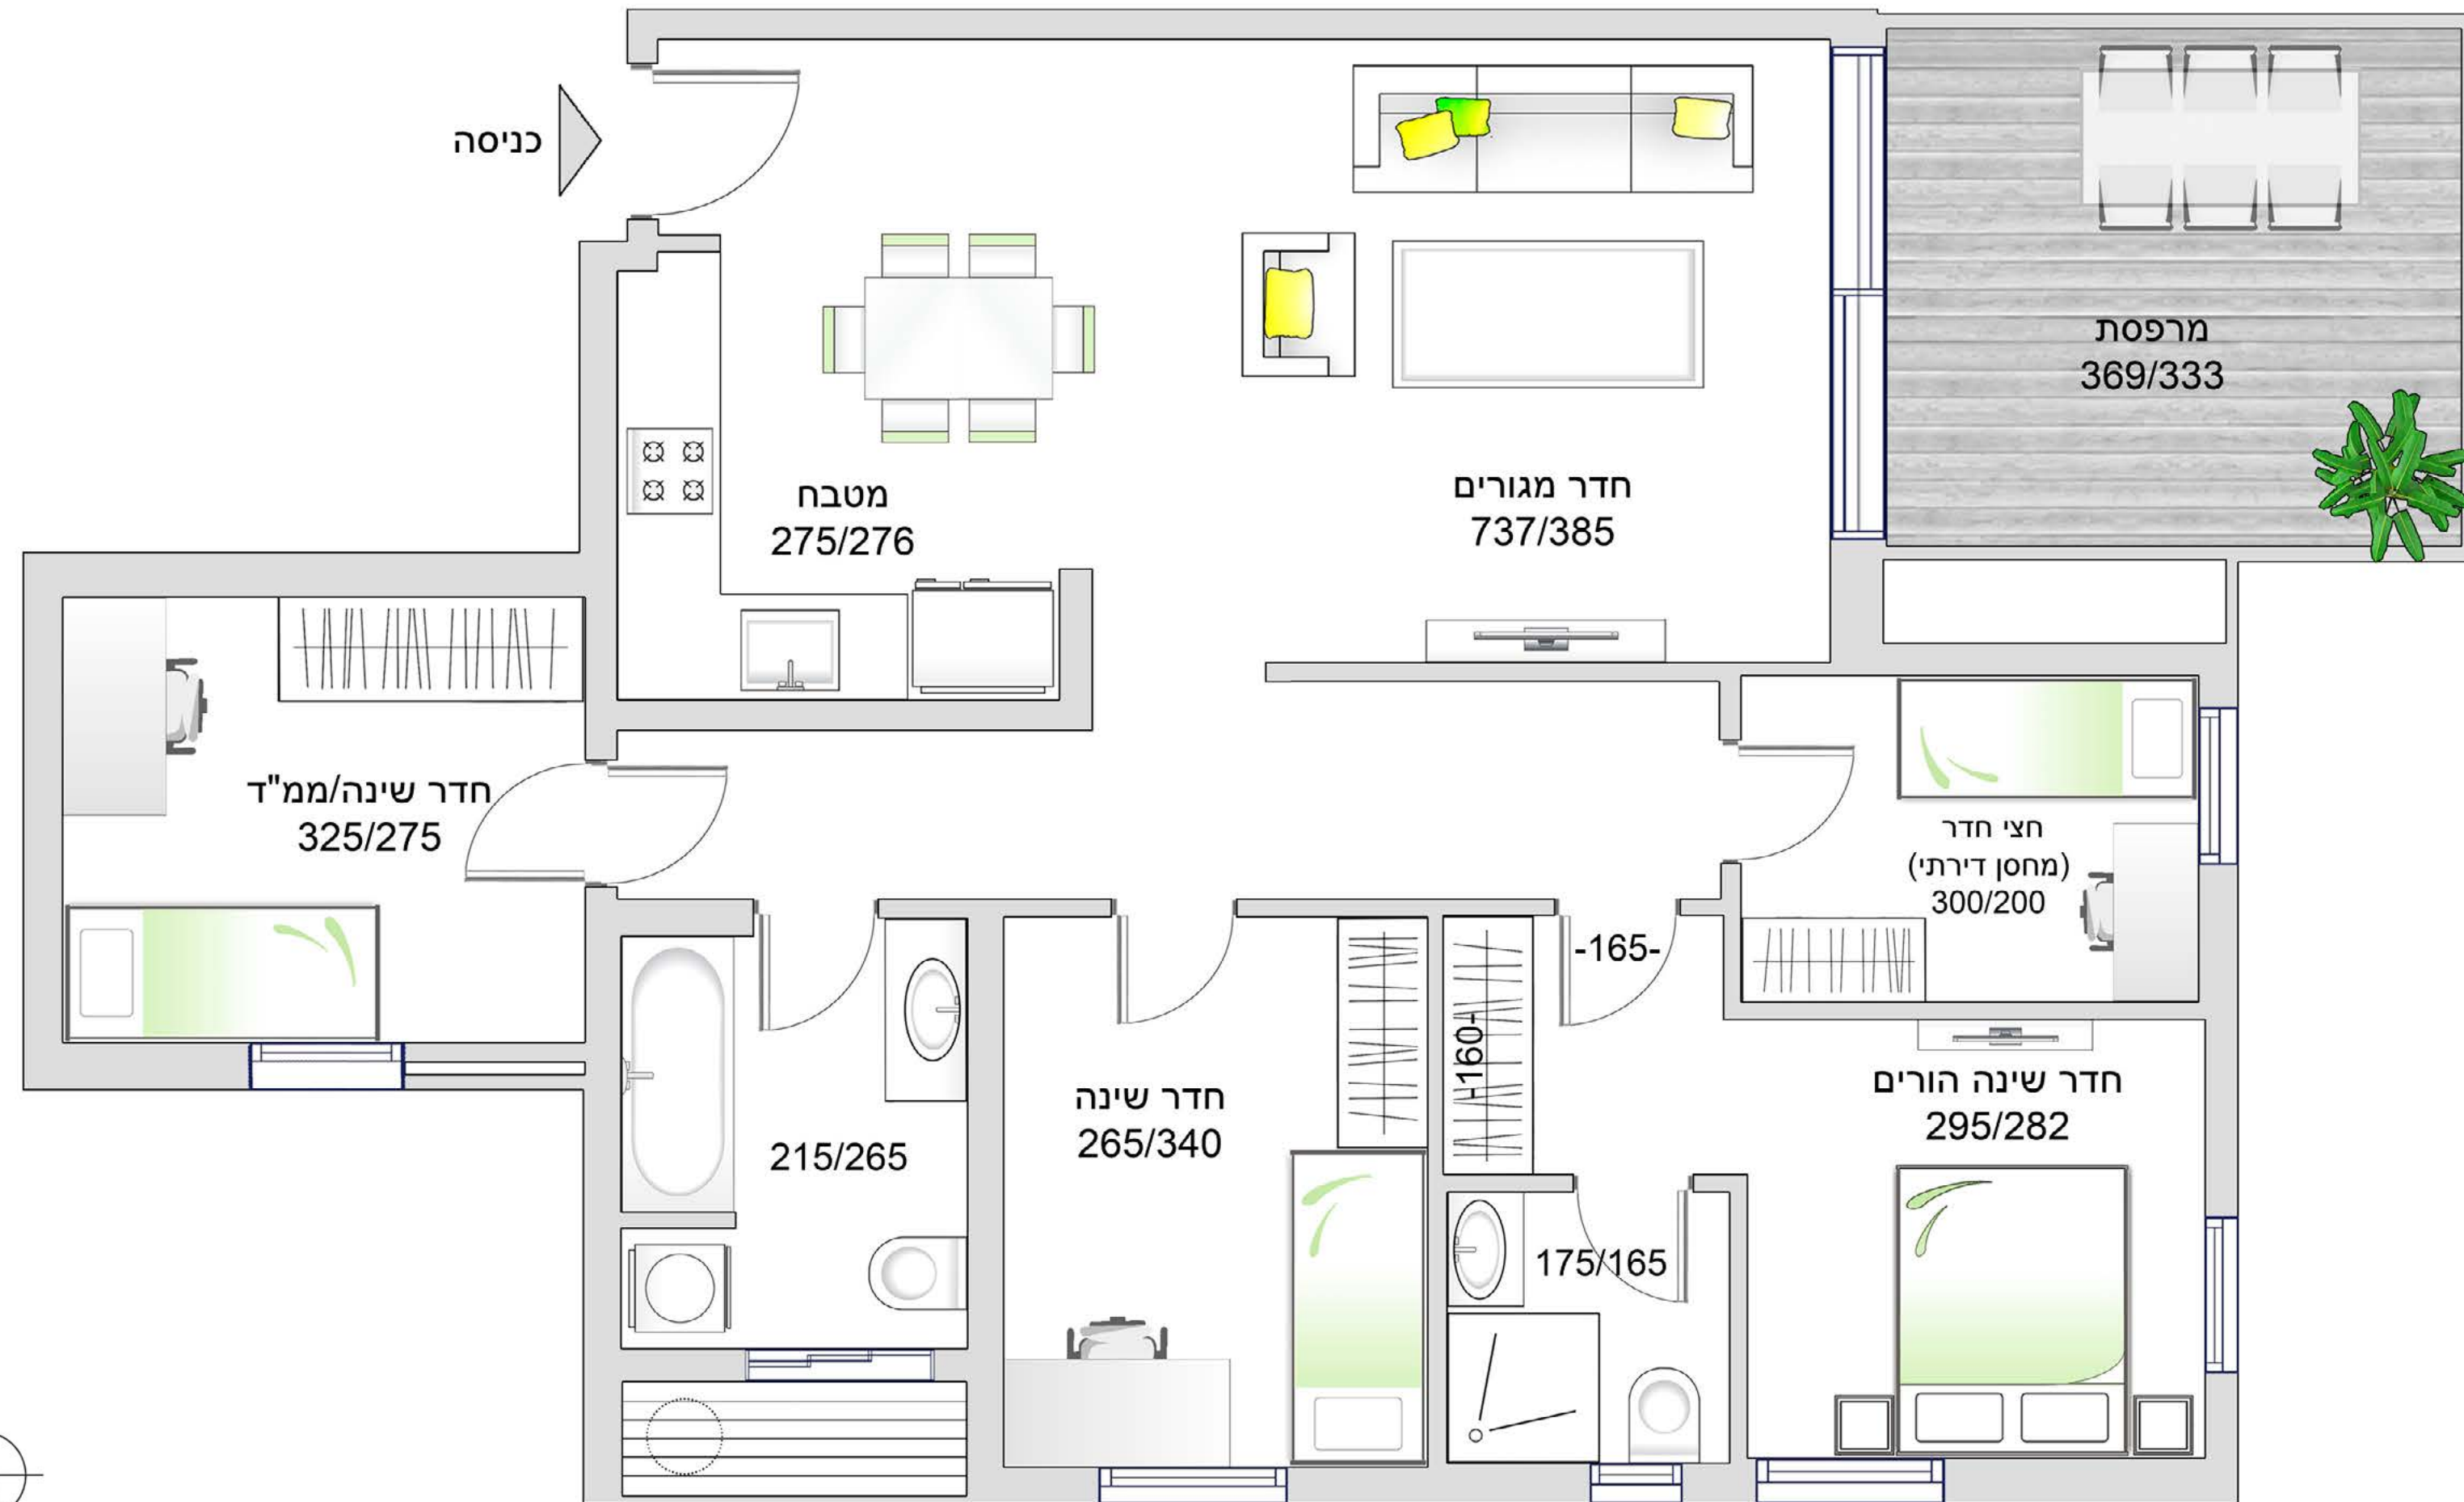 כניסה
מרפסת
369/333
מטבח
275/276
חדר מגורים
737/385
חדר שינה/ממ"ד
325/275
חצי חדר
(מחסן דירתי)
300/200
-165-
-160-
חדר שינה הורים
295/282
חדר שינה
265/340
215/265
175/165